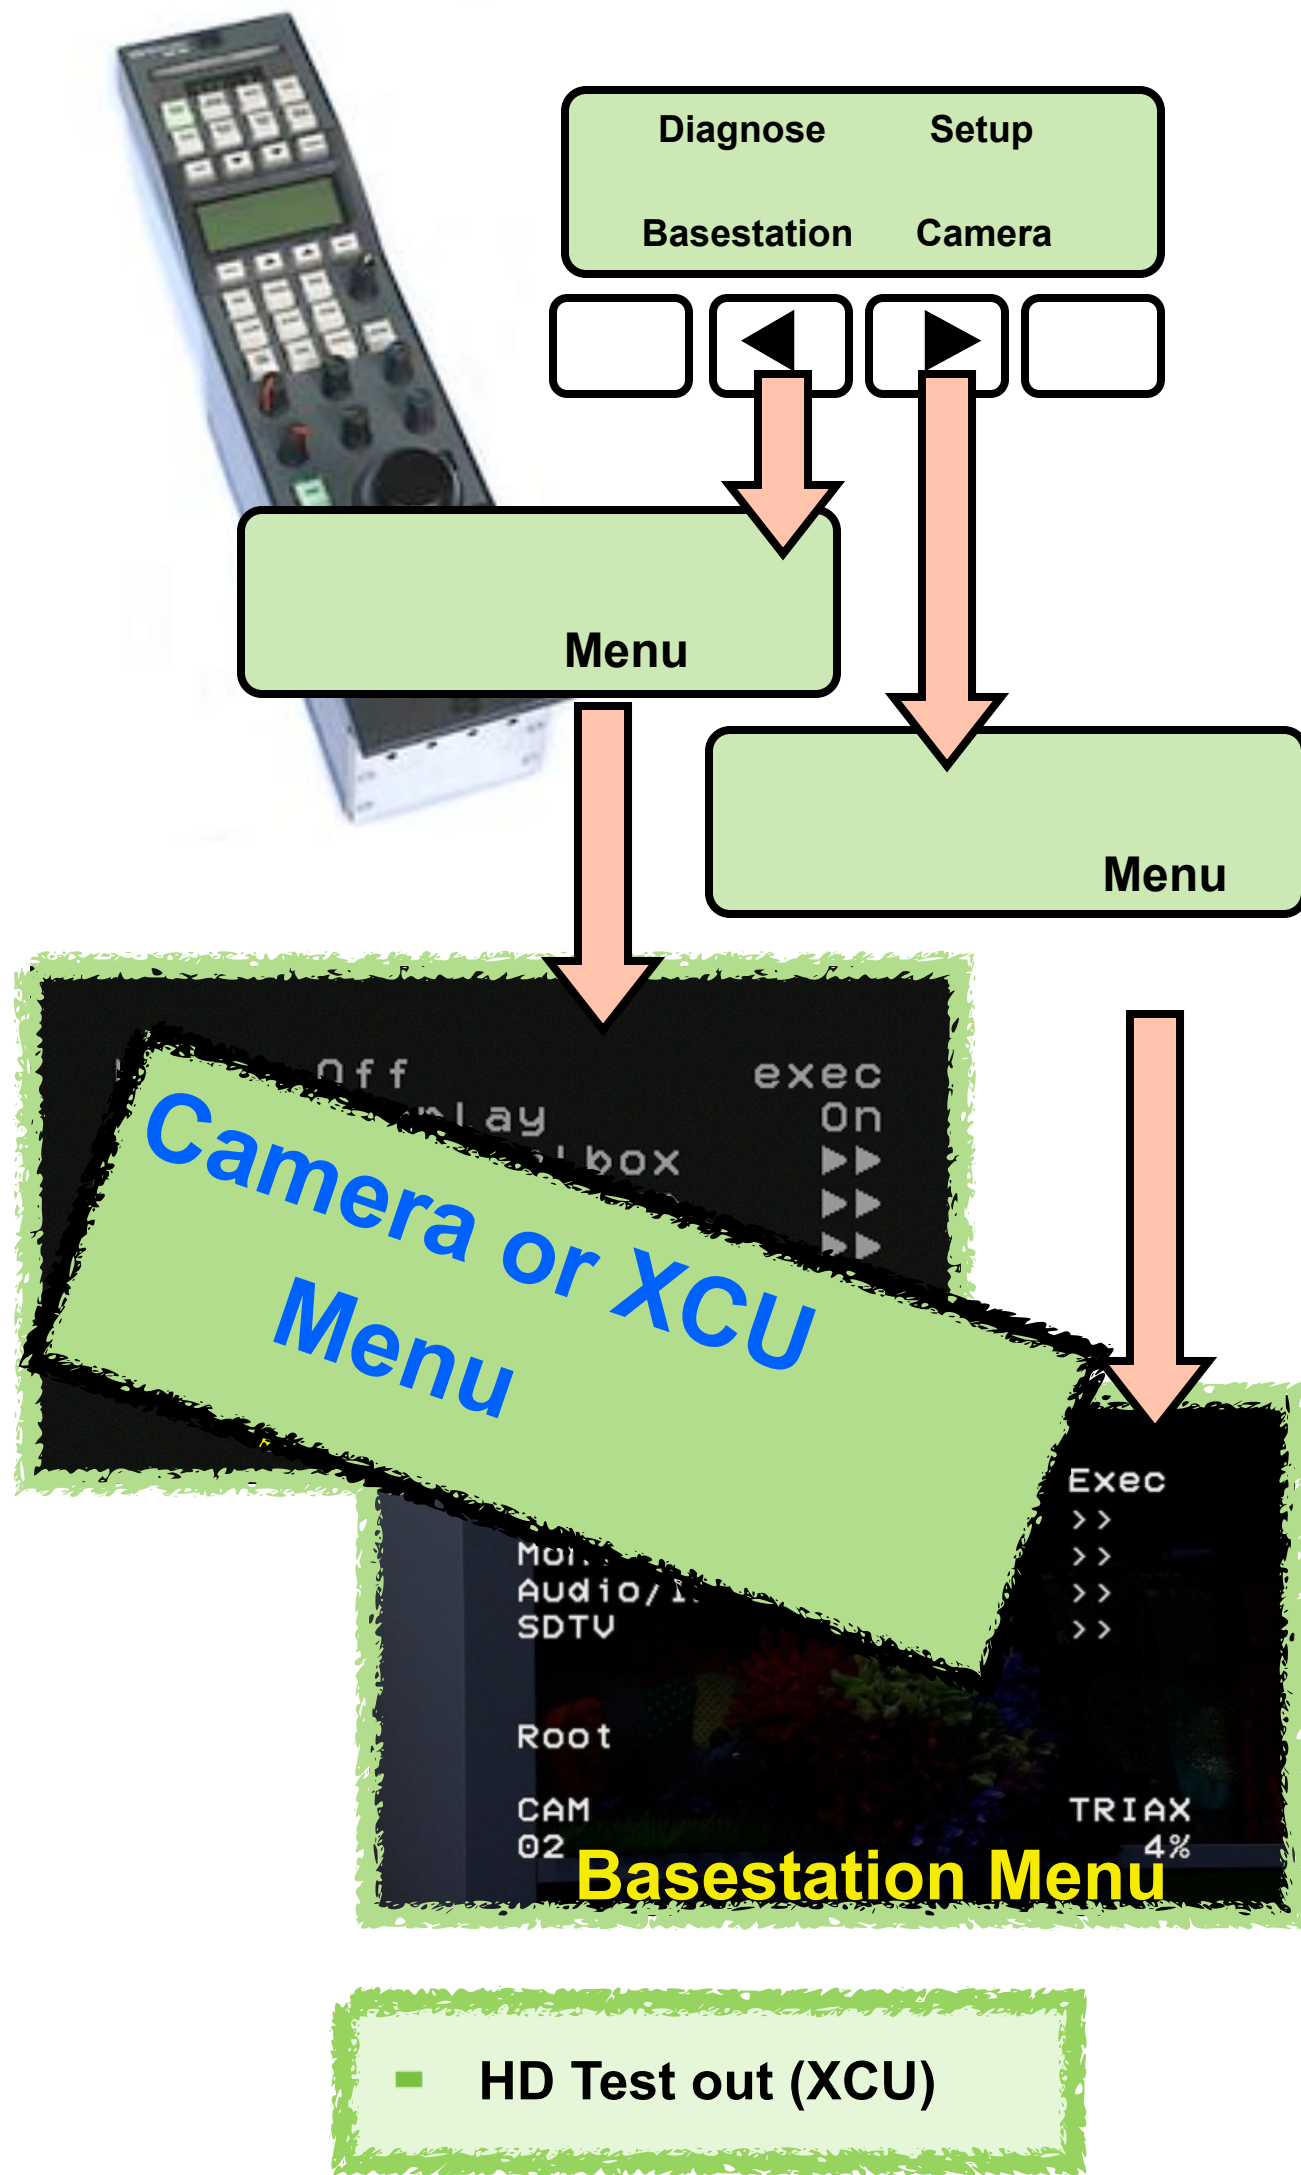 Diagnose Setup
Basestation Camera
Menu
Menu
Off exec
On
Camera or XCU
Menu
Exec
>>
>>
Audio/ >>
SDTV >>
Root
CAM TRIAX
02 4%
Basestation Menu
HD Test out (XCU)